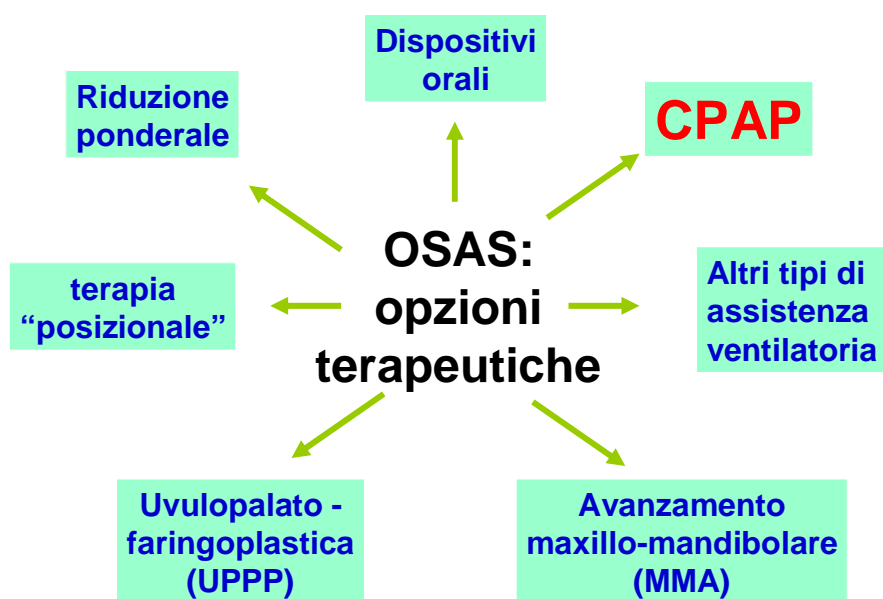 Dispositivi
orali
CPAP
Riduzione
ponderale
OSAS:
opzioni
terapeutiche
terapia
“posizionale”
Altri tipi di
assistenza
ventilatoria
Uvulopalato -
faringoplastica
(UPPP)
Avanzamento
maxillo-mandibolare
(MMA)